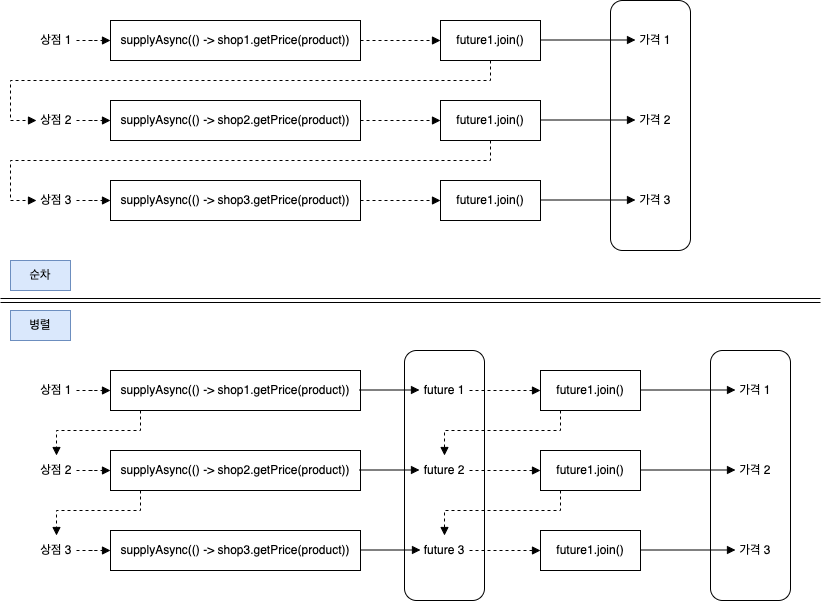 상점 1
supplyAsync(() -> shop1.getPrice(product))
future1.join()
가격 1
상점 2
supplyAsync(() -> shop2.getPrice(product))
future1.join()
가격 2
상점 3
supplyAsync(() -> shop3.getPrice(product))
future1.join()
가격 3
순차
병렬
상점 1
supplyAsync(() -> shop1.getPrice(product))
future 1
future1.join()
가격 1
상점 2
supplyAsync(() -> shop2.getPrice(product))
future 2
future1.join()
가격 2
상점 3
supplyAsync(() -> shop3.getPrice(product))
future 3
future1.join()
가격 3